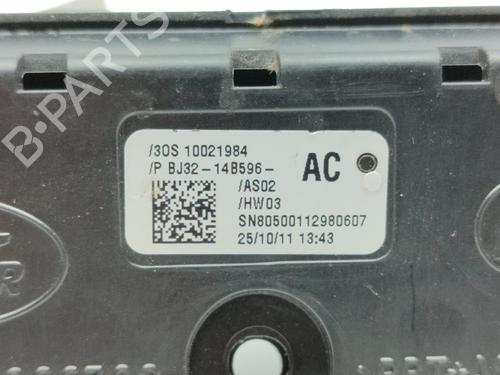 B-PARTS
/3OS 10021984
/P BJ32-14B596-
AC
/AS02
/HW03
SN80500112980607
25/10/11 13:43